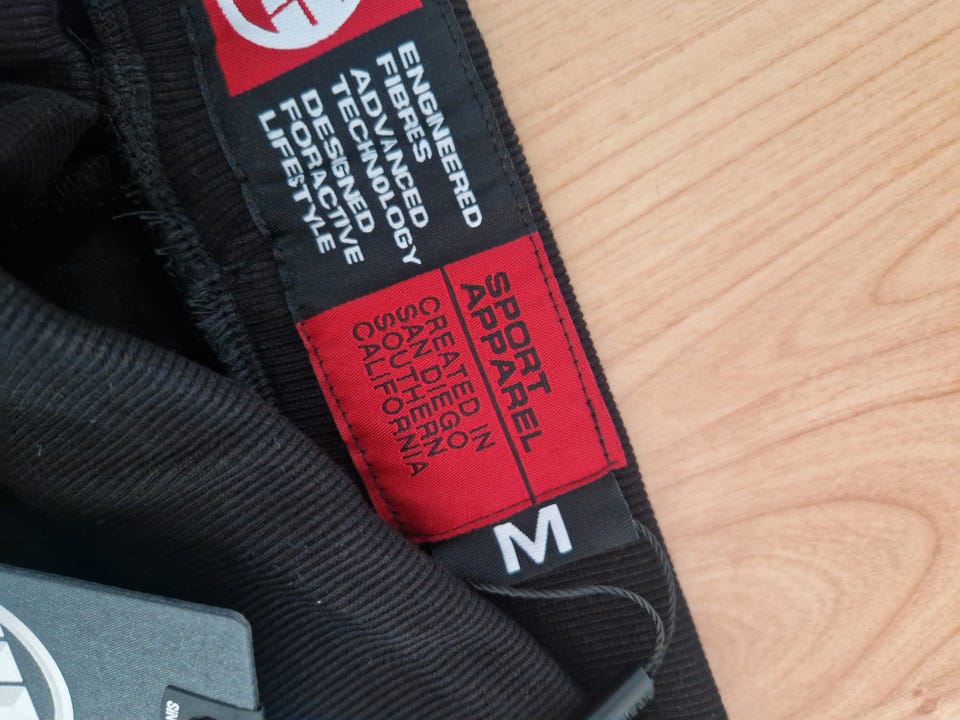 ENGINEERED
FIBRES
ADVANCED
TECHNOLOGY
DESIGNED
FORACTIVE
LIFESTYLE
SPORT
APPAREL
CREATED IN
SAN DIEGO
SOUTHERN
CALIFORNIA
M